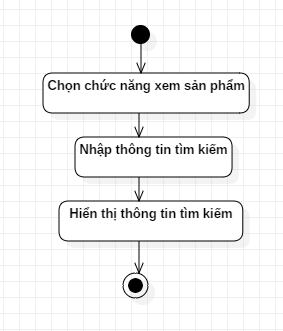 Chọn chức năng xem sản phẩm
Nhập thông tin tìm kiếm
Hiển thị thông tin tìm kiếm